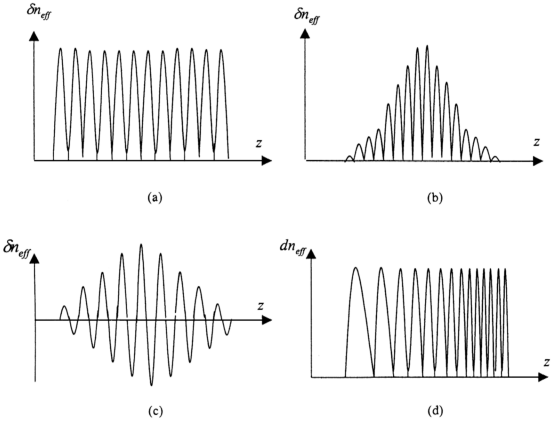 δn_eff
z
(a)
δn_eff
z
(b)
δn_eff
z
(c)
dn_eff
z
(d)